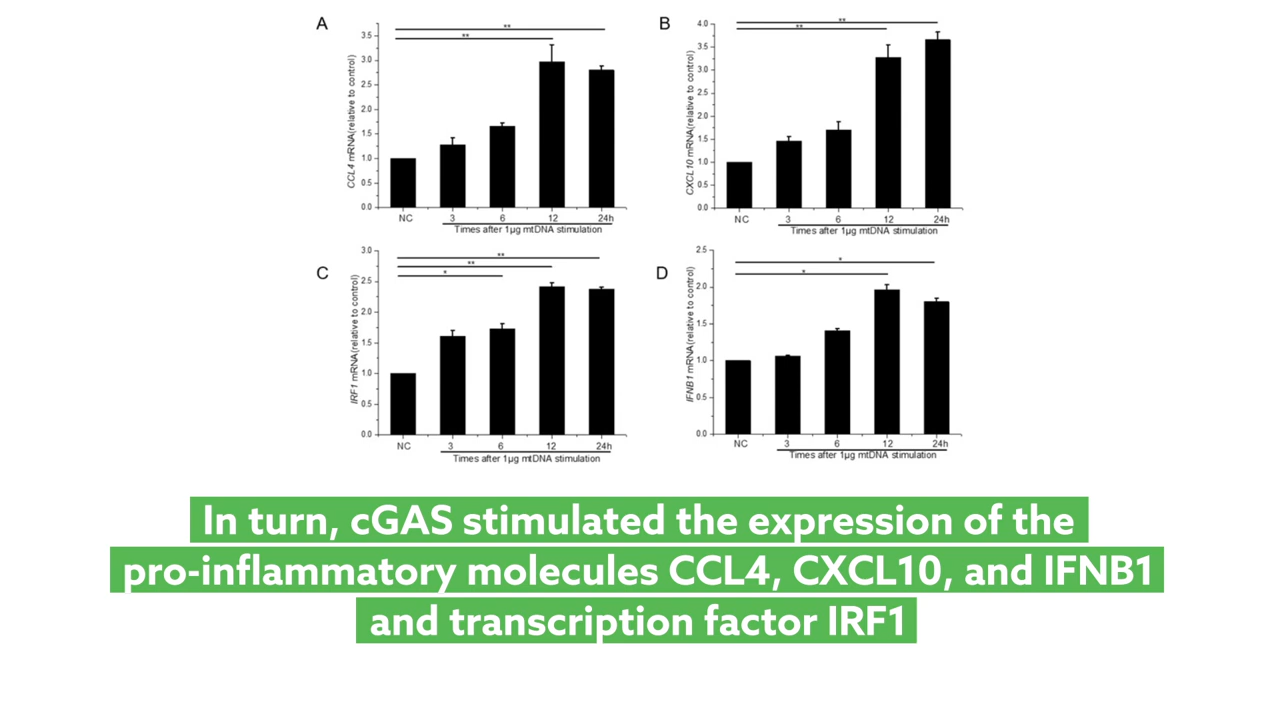 A
CCL4 mRNA(relative to control)
3.5
3.0
2.5
2.0
1.5
1.0
0.5
0.0
**
**
NC 3 6 12 24h
Times after 1μg mtDNA stimulation
B
CXCL10 mRNA(relative to control)
4.0
3.5
3.0
2.5
2.0
1.5
1.0
0.5
0.0
**
**
NC 3 6 12 24h
Times after 1μg mtDNA stimulation
C
IRF1 mRNA(relative to control)
3.0
2.5
2.0
1.5
1.0
0.5
0.0
**
**
*
NC 3 6 12 24h
Times after 1μg mtDNA stimulation
D
IFNB1 mRNA(relative to control)
2.5
2.0
1.5
1.0
0.5
0.0
*
*
NC 3 6 12 24h
Times after 1μg mtDNA stimulation
In turn, cGAS stimulated the expression of the
pro-inflammatory molecules CCL4, CXCL10, and IFNB1
and transcription factor IRF1